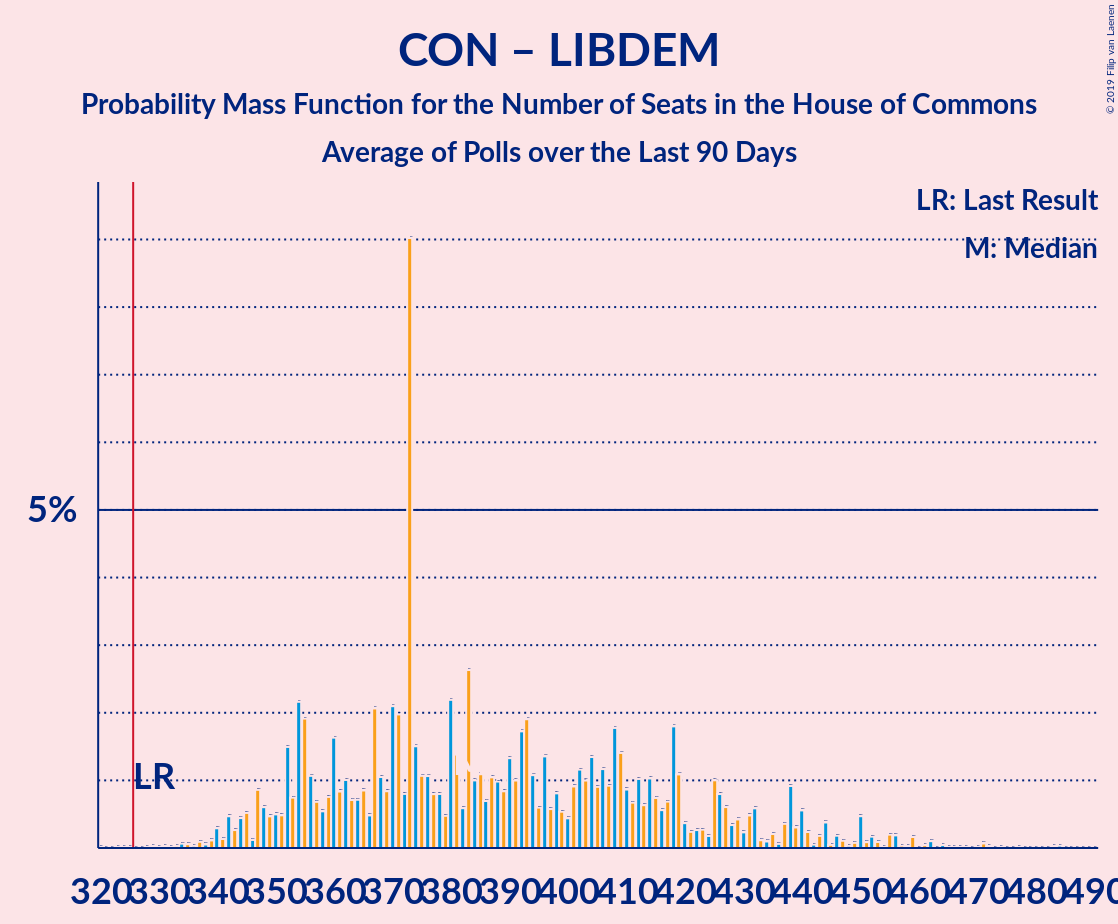 CON – LIBDEM
Probability Mass Function for the Number of Seats in the House of Commons
Average of Polls over the Last 90 Days
© 2019 Filip van Laenen
LR: Last Result
M: Median
5%
LR
320 330 340 350 360 370 380 390 400 410 420 430 440 450 460 470 480 490